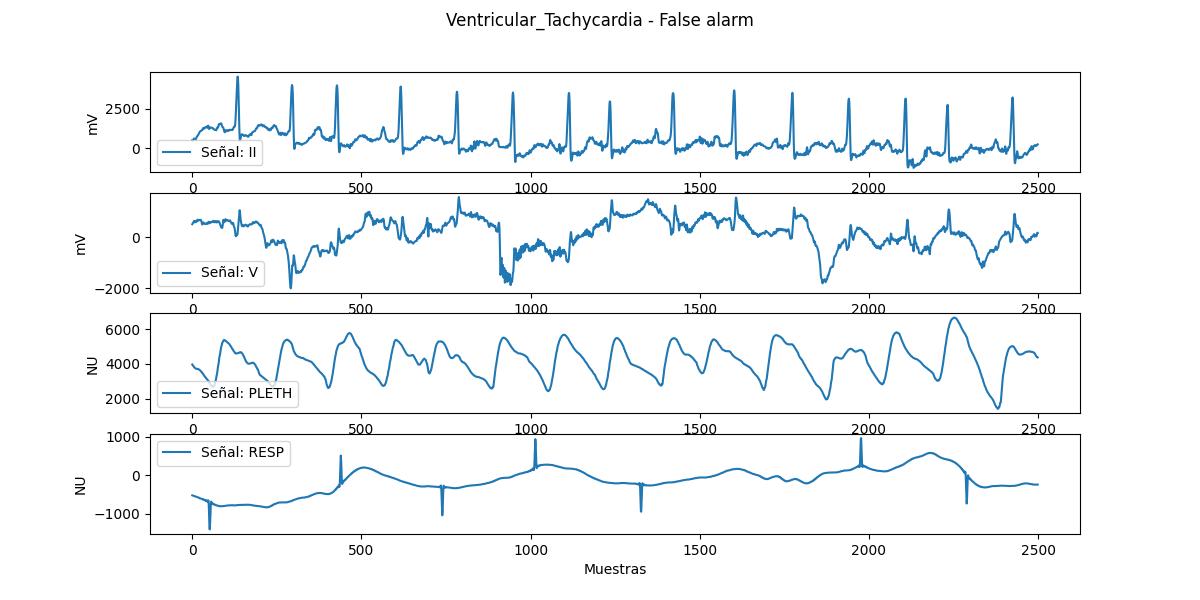 Ventricular_Tachycardia - False alarm
mV
2500
0
Señal: II
0 500 1000 1500 2000 2500
mV
0
−2000
Señal: V
0 500 1000 1500 2000 2500
NU
6000
4000
2000
Señal: PLETH
0 500 1000 1500 2000 2500
NU
1000
0
−1000
Señal: RESP
0 500 1000 1500 2000 2500
Muestras